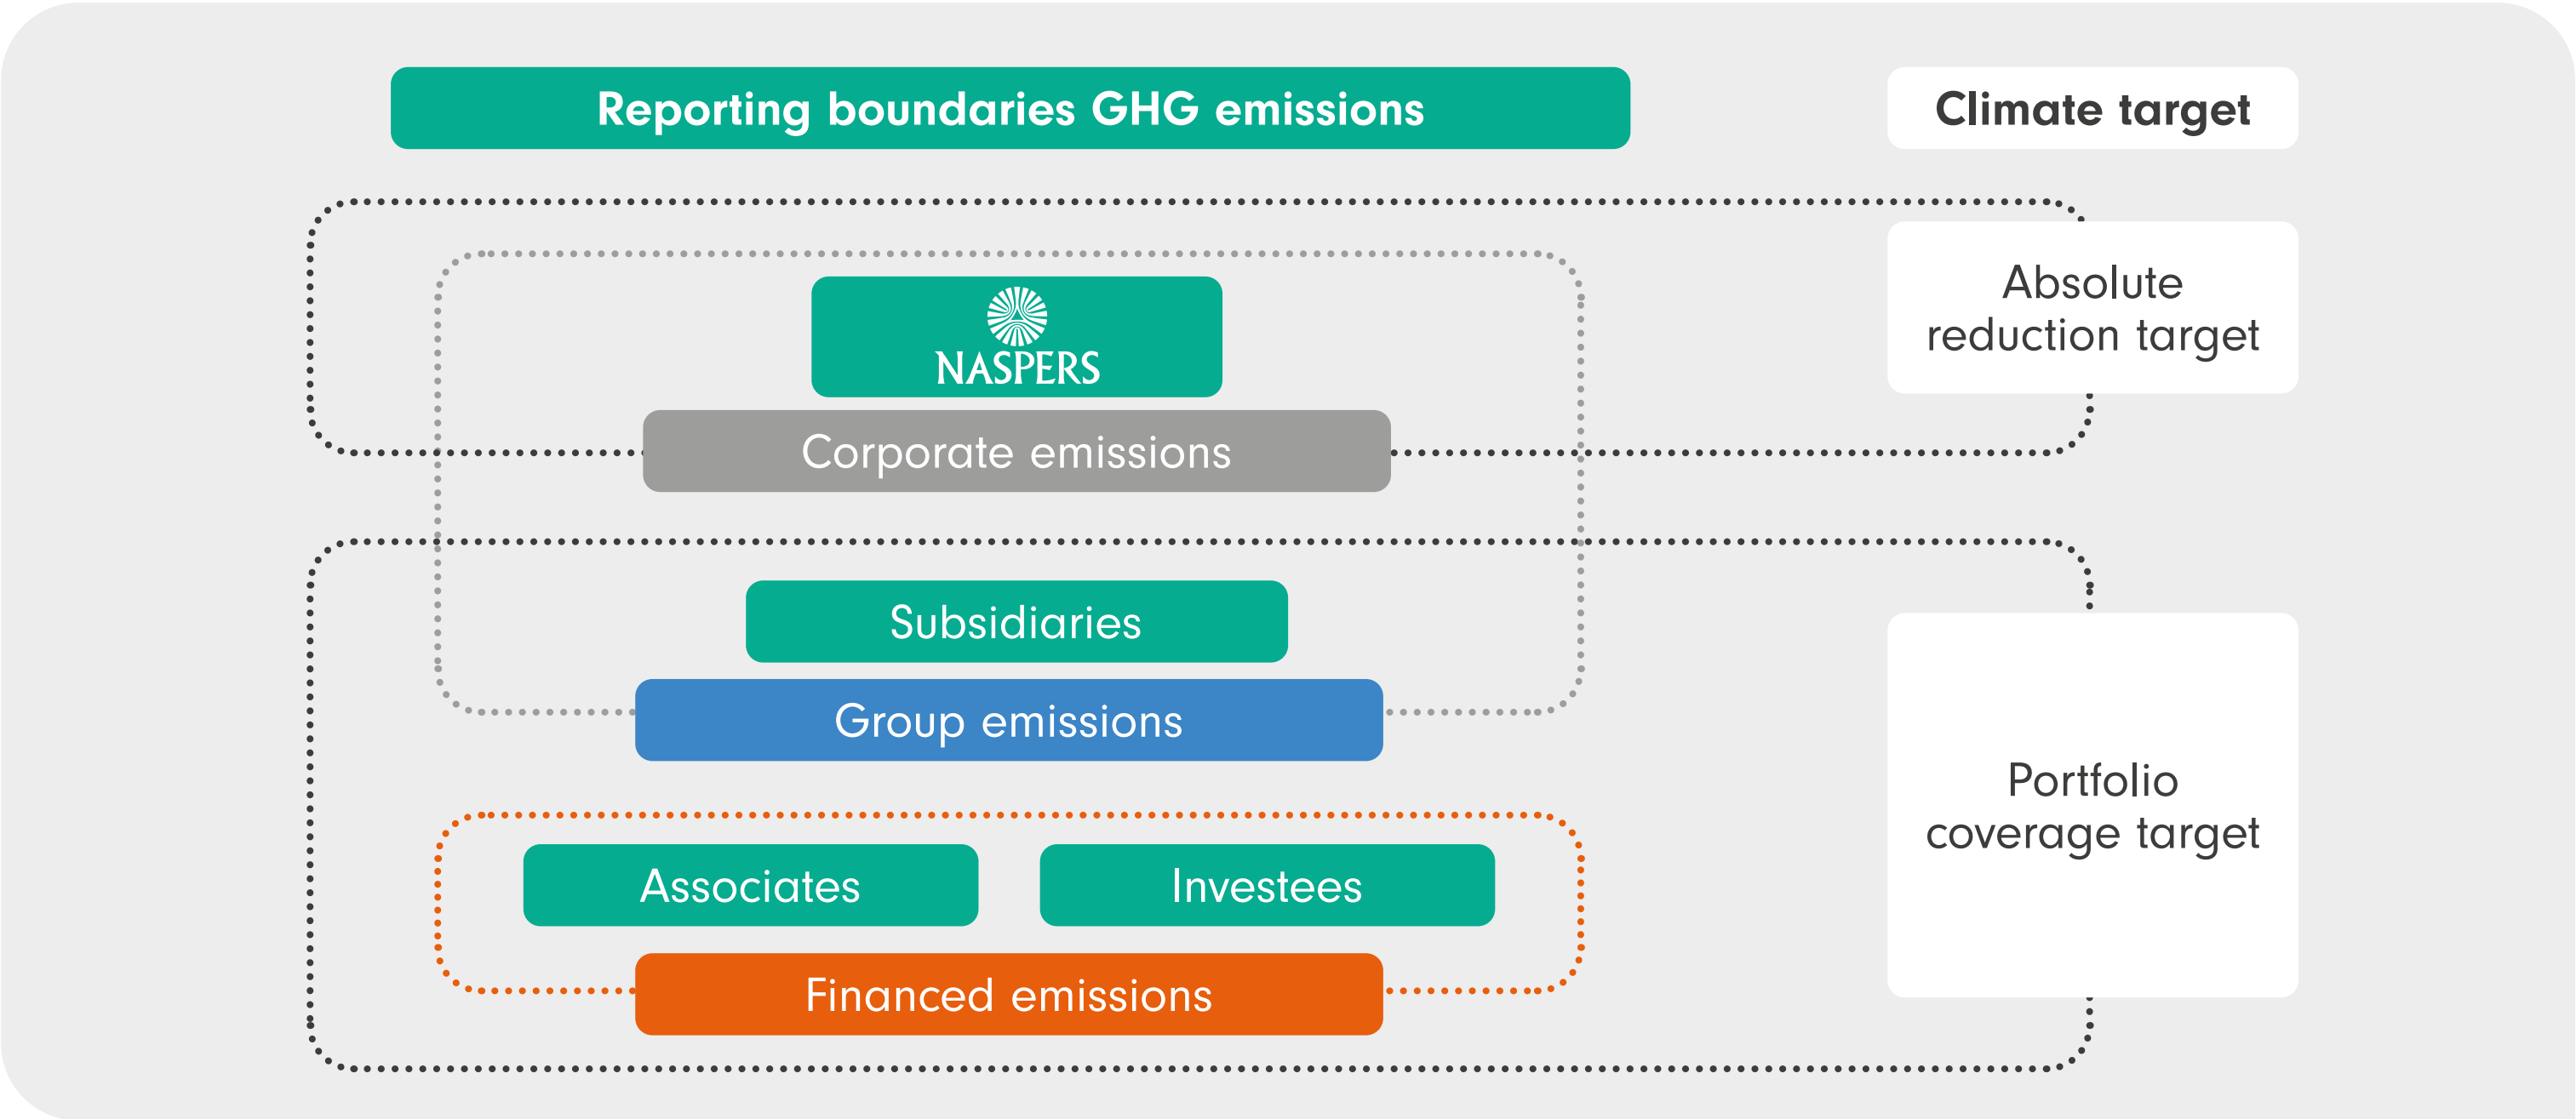 Reporting boundaries GHG emissions
Climate target
NASPERS
Corporate emissions
Absolute
reduction target
Subsidiaries
Group emissions
Associates
Investees
Financed emissions
Portfolio
coverage target